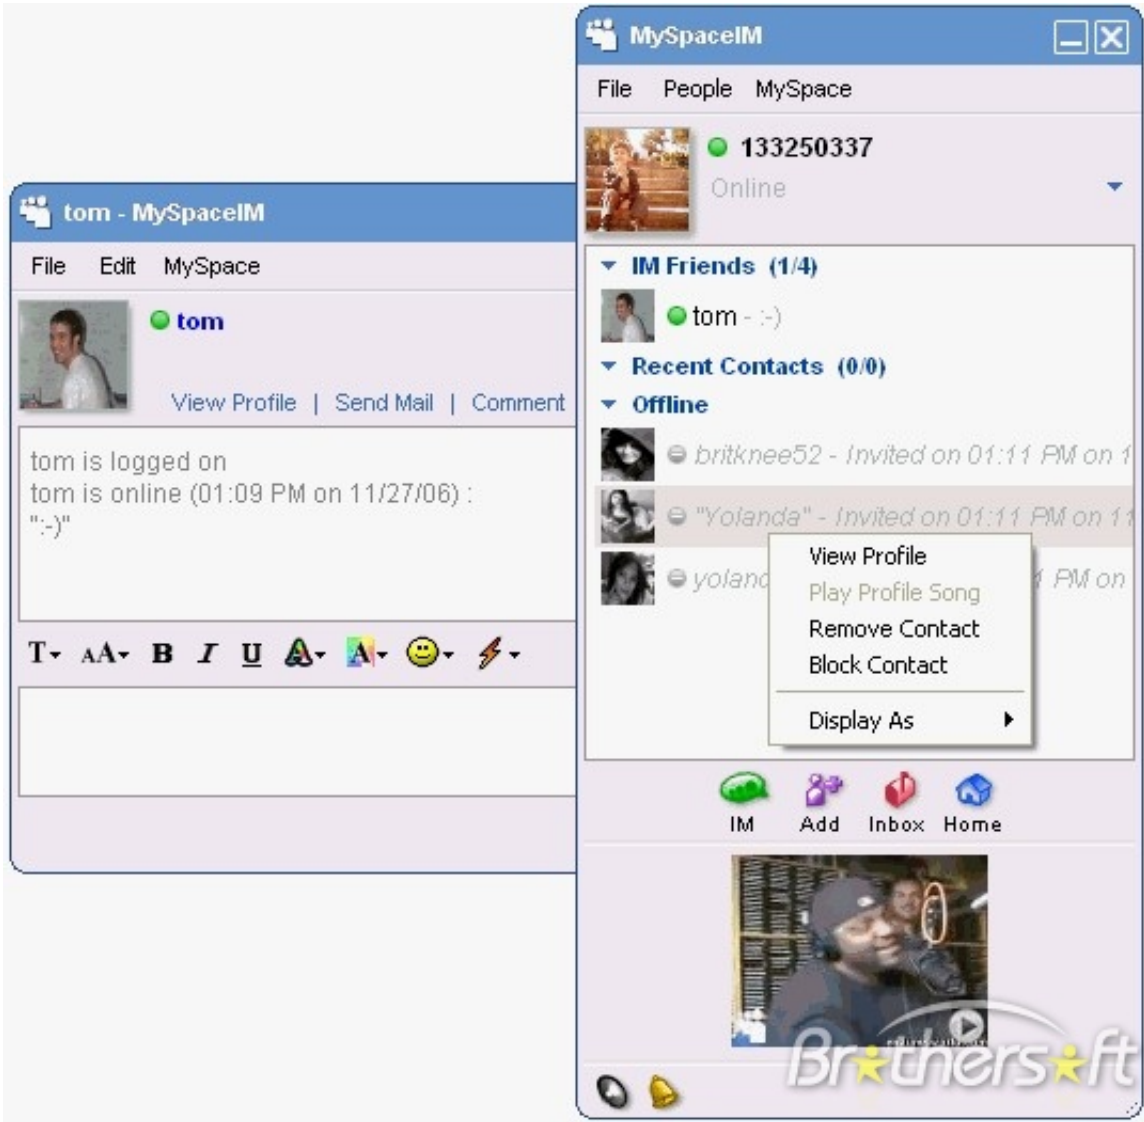 MySpaceIM
File People MySpace
133250337
Online
IM Friends (1/4)
tom - :-)
Recent Contacts (0/0)
Offline
britknee52 - Invited on 01:11 PM on 1
"Yolanda" - Invited on 01:11 PM on 11
yoland PM on
View Profile
Play Profile Song
Remove Contact
Block Contact
Display As
IM Add Inbox Home
tom - MySpaceIM
File Edit MySpace
tom
View Profile | Send Mail | Comment
tom is logged on
tom is online (01:09 PM on 11/27/06) :
":-)"
T AA B I U A A
Brothersoft